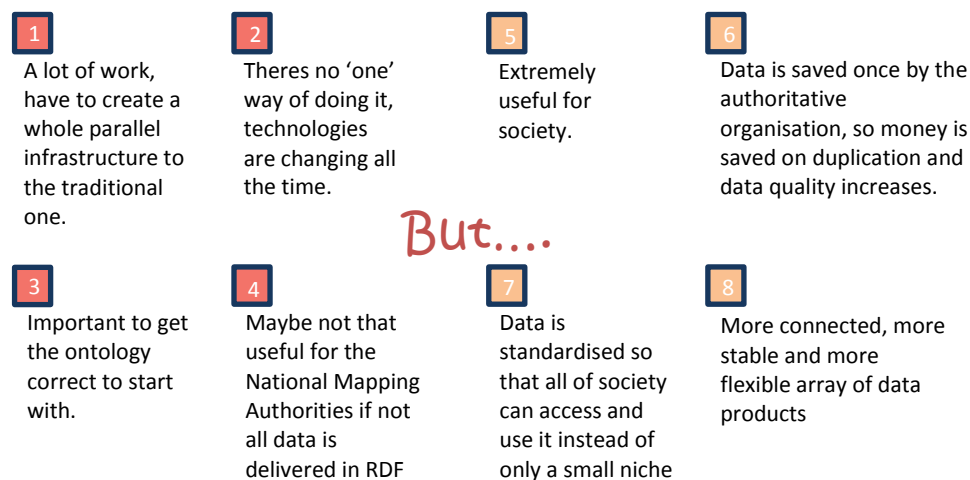 1
A lot of work,
have to create a
whole parallel
infrastructure to
the traditional
one.
2
Theres no ‘one’
way of doing it,
technologies
are changing all
the time.
5
Extremely
useful for
society.
6
Data is saved once by the
authoritative
organisation, so money is
saved on duplication and
data quality increases.
But....
3
Important to get
the ontology
correct to start
with.
4
Maybe not that
useful for the
National Mapping
Authorities if not
all data is
delivered in RDF
7
Data is
standardised so
that all of society
can access and
use it instead of
only a small niche
8
More connected, more
stable and more
flexible array of data
products